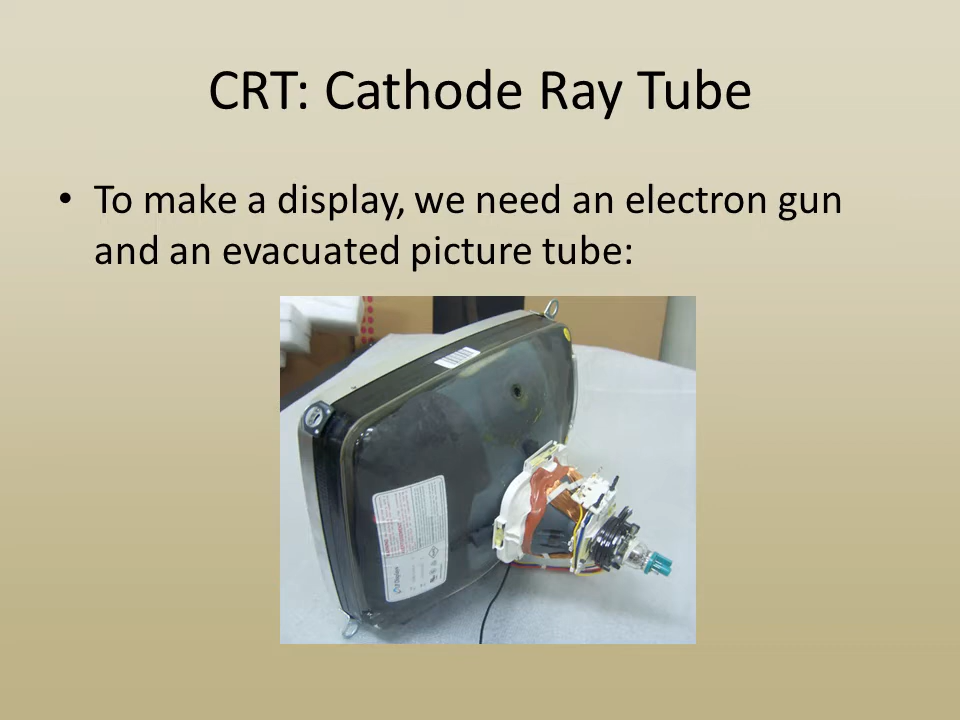 CRT: Cathode Ray Tube
• To make a display, we need an electron gun
and an evacuated picture tube: